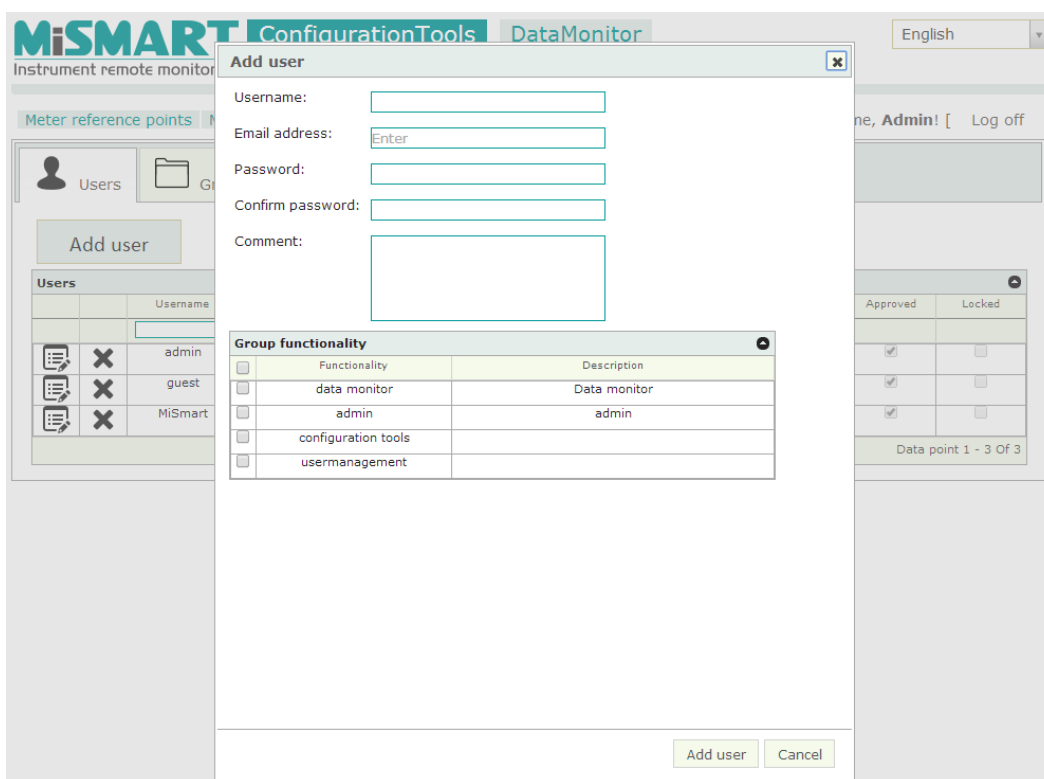 MiSMART ConfigurationTools DataMonitor English
Instrument remote monitor
Add user
Username:
Email address: Enter
Password:
Confirm password:
Comment:
Group functionality
Functionality Description
data monitor Data monitor
admin admin
configuration tools
usermanagement
Add user Cancel
Meter reference points
Admin! [ Log off
Users
Add user
Users
Username Approved Locked
admin
guest
MiSmart
Data point 1 - 3 Of 3